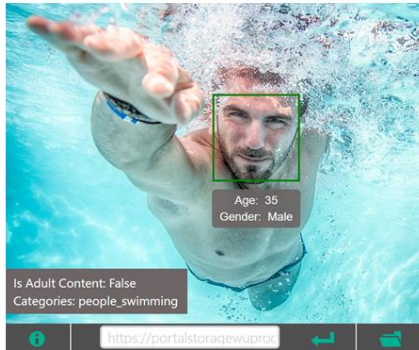 Age: 35
Gender: Male
Is Adult Content: False
Categories: people_swimming
https://portalstoragewuproc